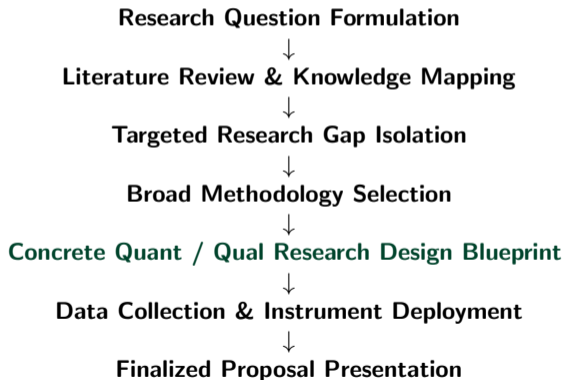 Research Question Formulation
↓
Literature Review & Knowledge Mapping
↓
Targeted Research Gap Isolation
↓
Broad Methodology Selection
↓
Concrete Quant / Qual Research Design Blueprint
↓
Data Collection & Instrument Deployment
↓
Finalized Proposal Presentation